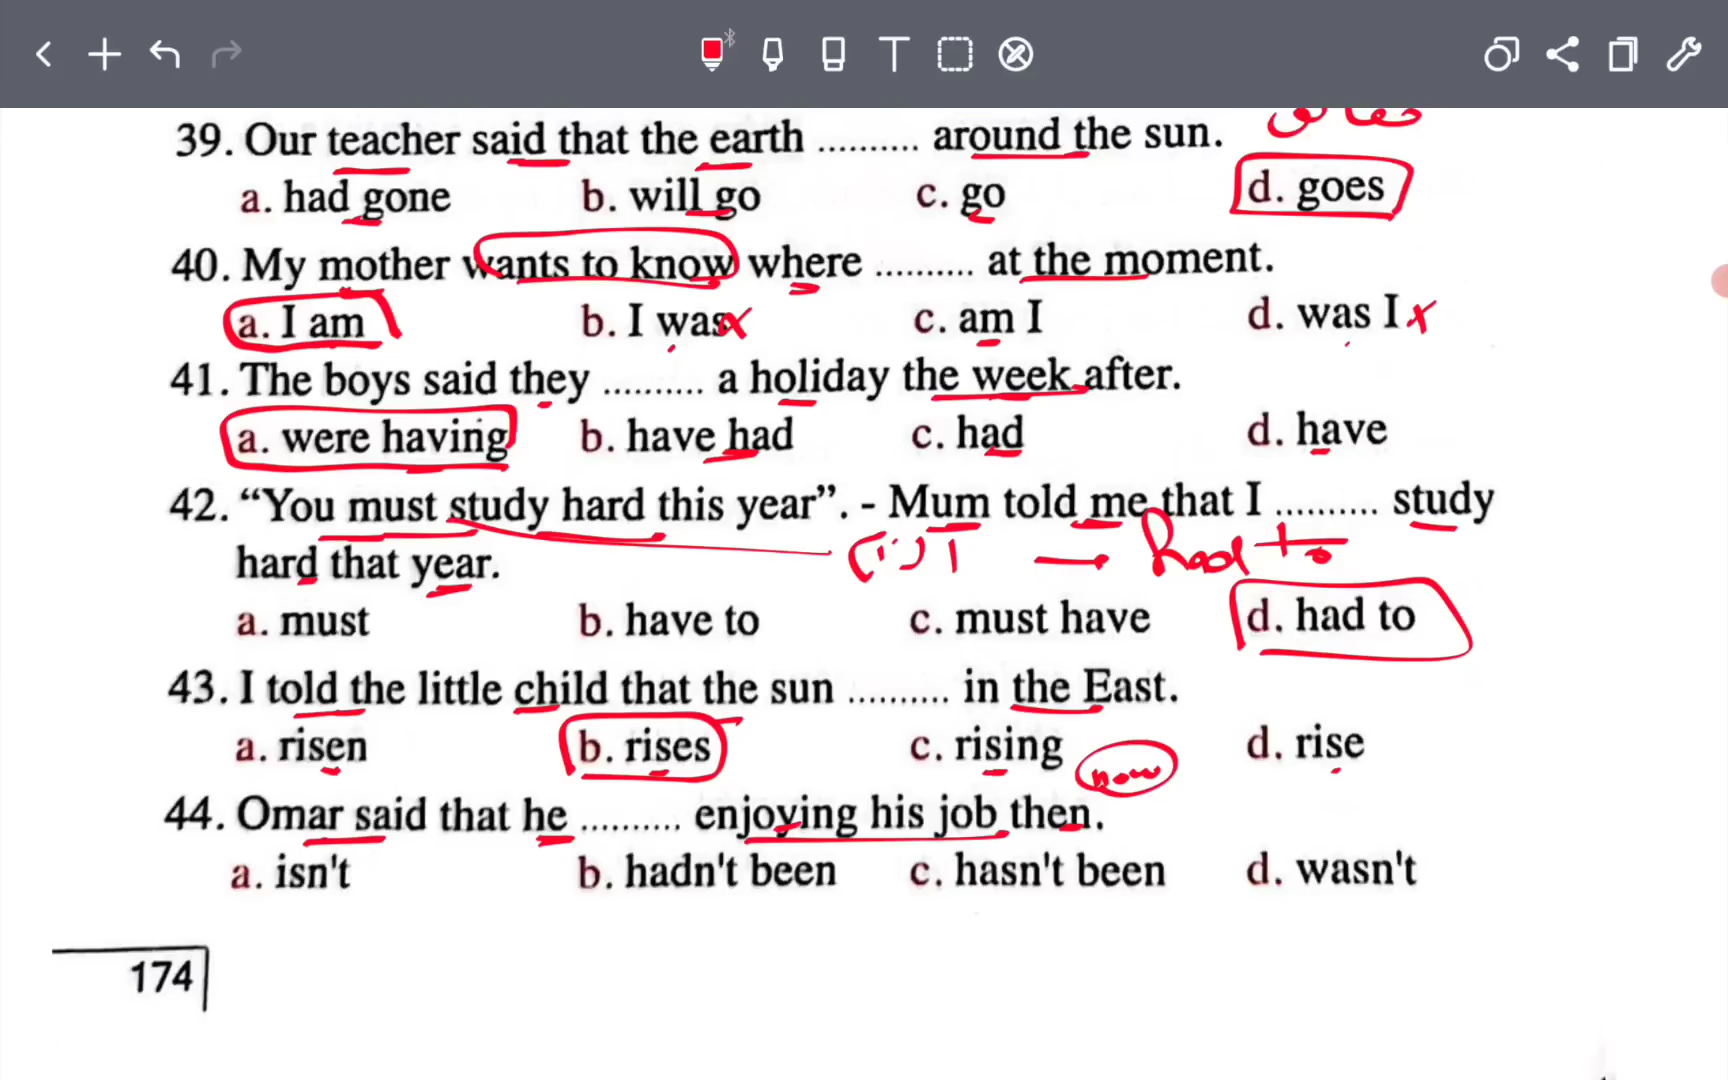 39. Our teacher said that the earth .......... around the sun.
a. had gone b. will go c. go d. goes
40. My mother wants to know where .......... at the moment.
a. I am b. I was x c. am I d. was I x
41. The boys said they .......... a holiday the week after.
a. were having b. have had c. had d. have
42. “You must study hard this year”. - Mum told me that I .......... study
→ had to
hard that year.
a. must b. have to c. must have d. had to
43. I told the little child that the sun .......... in the East.
a. risen b. rises c. rising d. rise
now
44. Omar said that he .......... enjoying his job then.
a. isn't b. hadn't been c. hasn't been d. wasn't
174